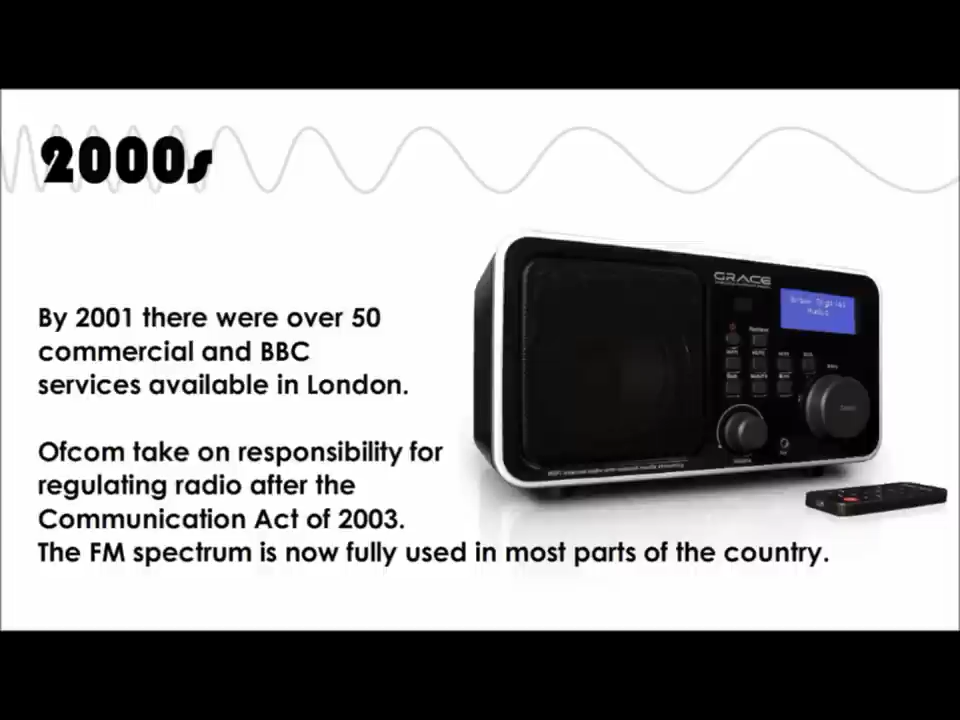 2000s
By 2001 there were over 50
commercial and BBC
services available in London.
Ofcom take on responsibility for
regulating radio after the
Communication Act of 2003.
The FM spectrum is now fully used in most parts of the country.
GRACE